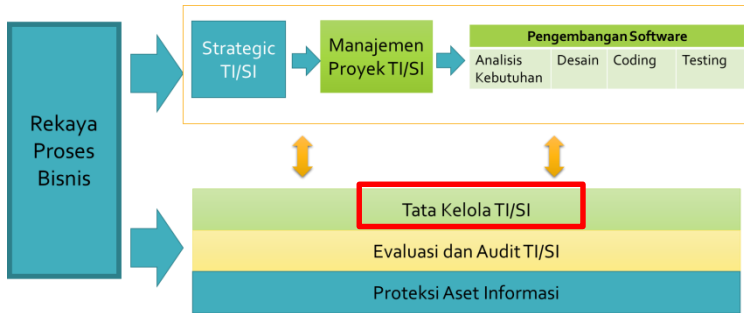 Rekaya
Proses
Bisnis
Strategic
TI/SI
Manajemen
Proyek TI/SI
Pengembangan Software
Analisis
Kebutuhan
Desain
Coding
Testing
Tata Kelola TI/SI
Evaluasi dan Audit TI/SI
Proteksi Aset Informasi